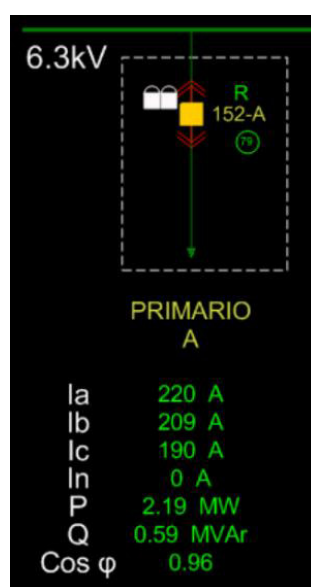 6.3kV
R
152-A
79
PRIMARIO
A
Ia 220 A
Ib 209 A
Ic 190 A
In 0 A
P 2.19 MW
Q 0.59 MVAr
Cos φ 0.96